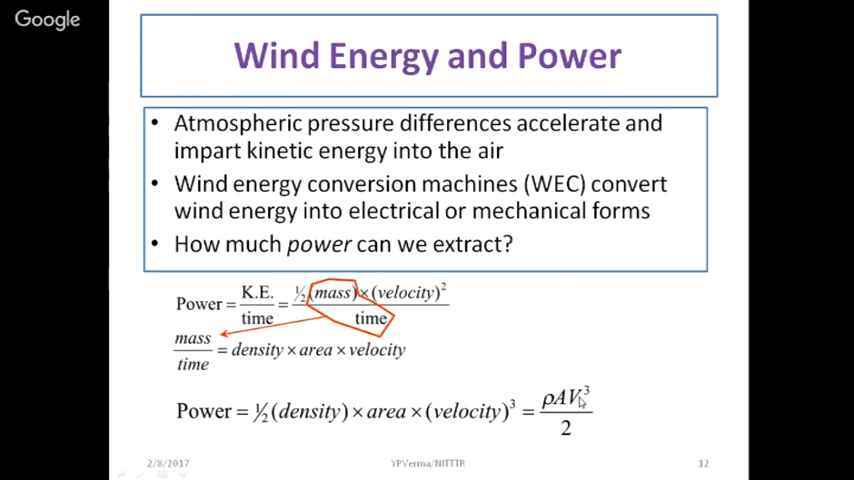 Google
Wind Energy and Power
• Atmospheric pressure differences accelerate and
impart kinetic energy into the air
• Wind energy conversion machines (WEC) convert
wind energy into electrical or mechanical forms
• How much power can we extract?
Power = K.E. / time = ½(mass)×(velocity)² / time
mass / time = density × area × velocity
Power = ½(density) × area × (velocity)³ = ρAV³ / 2
2/8/2017 YPVerma/NITTTR 12